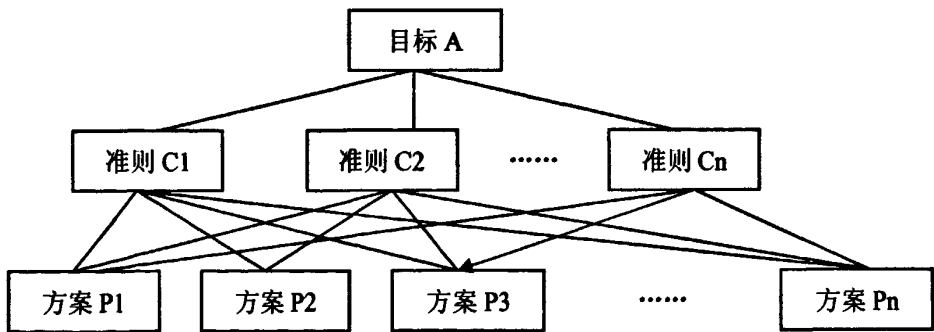 目标 A
准则 C1 准则 C2 …… 准则 Cn
方案 P1 方案 P2 方案 P3 …… 方案 Pn